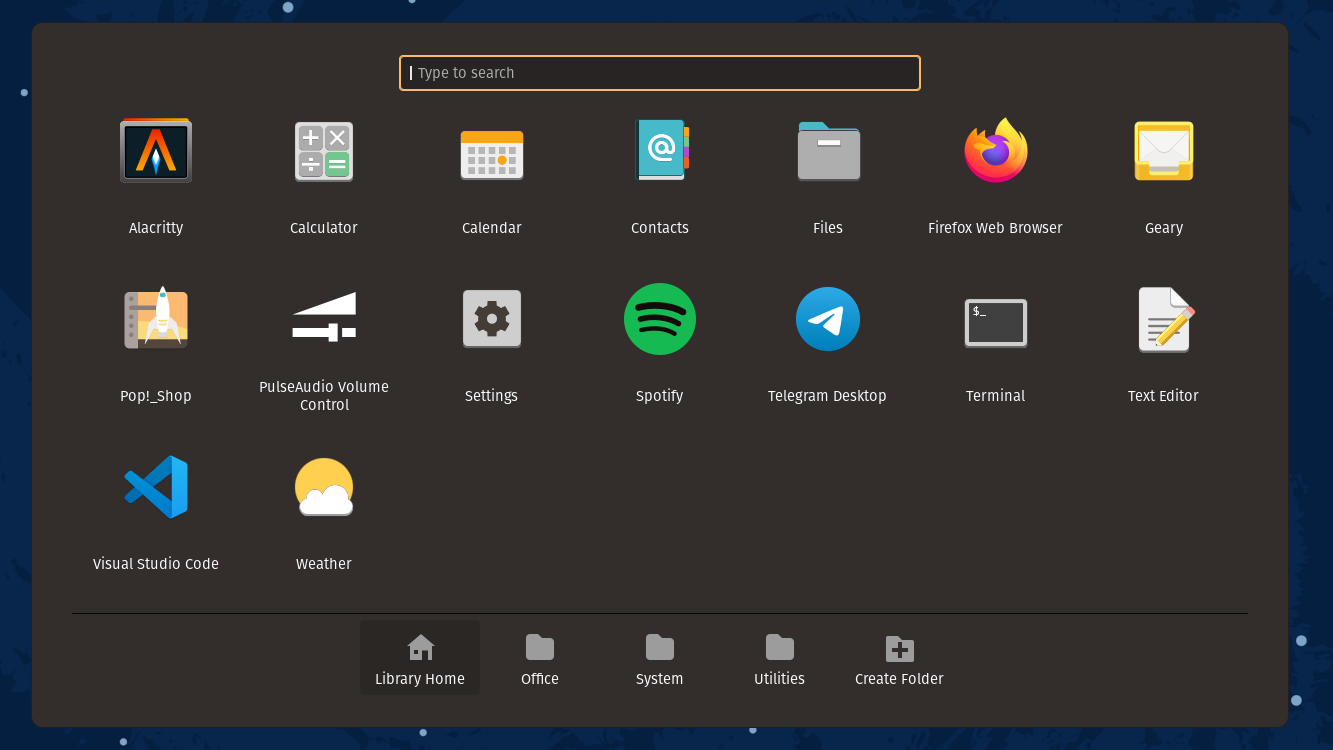 Type to search
Alacritty
Calculator
Calendar
Contacts
Files
Firefox Web Browser
Geary
$_
Pop!_Shop
PulseAudio Volume
Control
Settings
Spotify
Telegram Desktop
Terminal
Text Editor
Visual Studio Code
Weather
Library Home
Office
System
Utilities
Create Folder